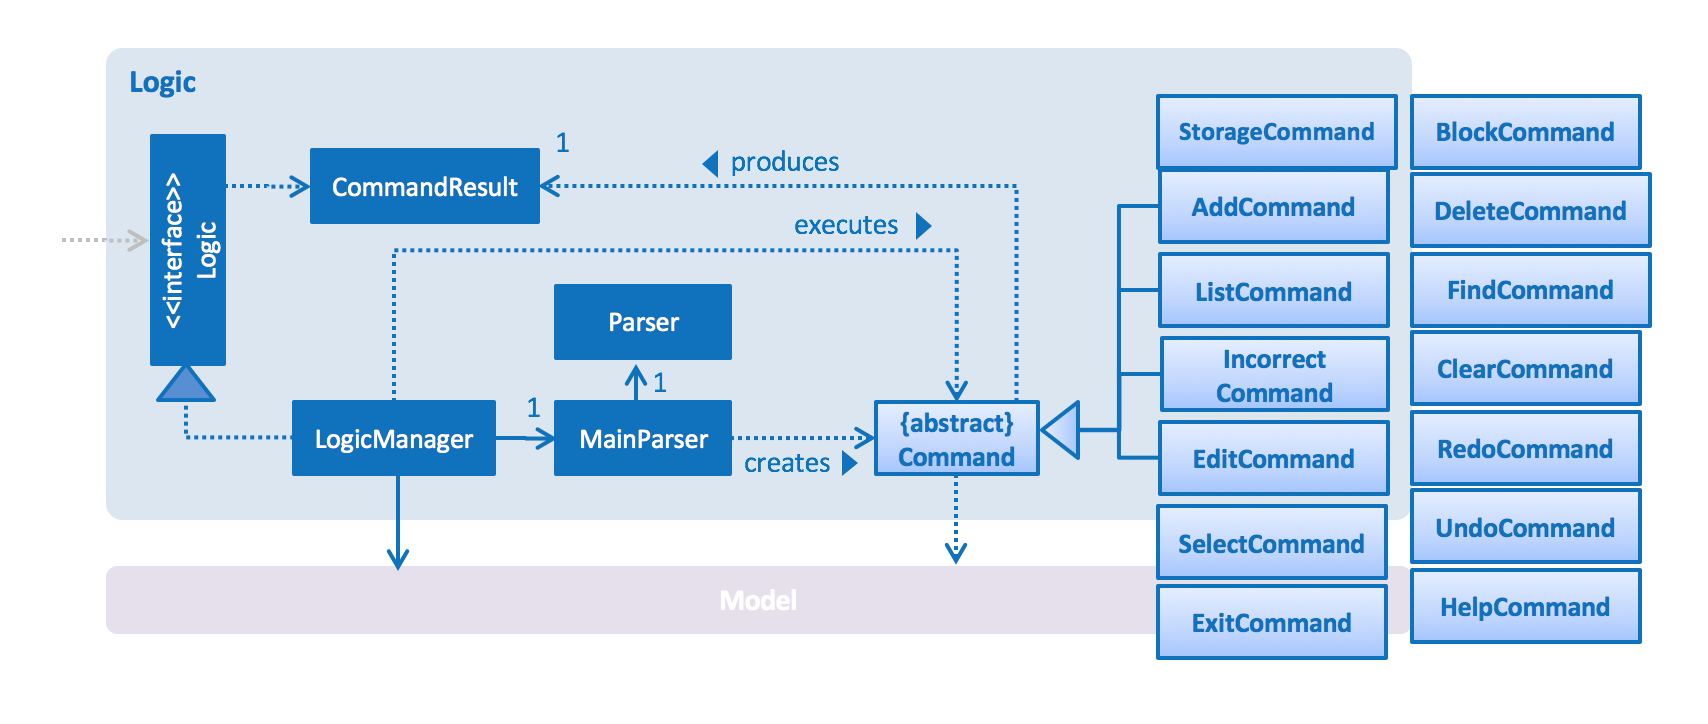 Logic
<<interface>>
Logic
CommandResult
1
produces
executes
Parser
1
LogicManager
1
MainParser
creates
{abstract}
Command
StorageCommand
AddCommand
ListCommand
Incorrect
Command
EditCommand
SelectCommand
ExitCommand
BlockCommand
DeleteCommand
FindCommand
ClearCommand
RedoCommand
UndoCommand
HelpCommand
Model